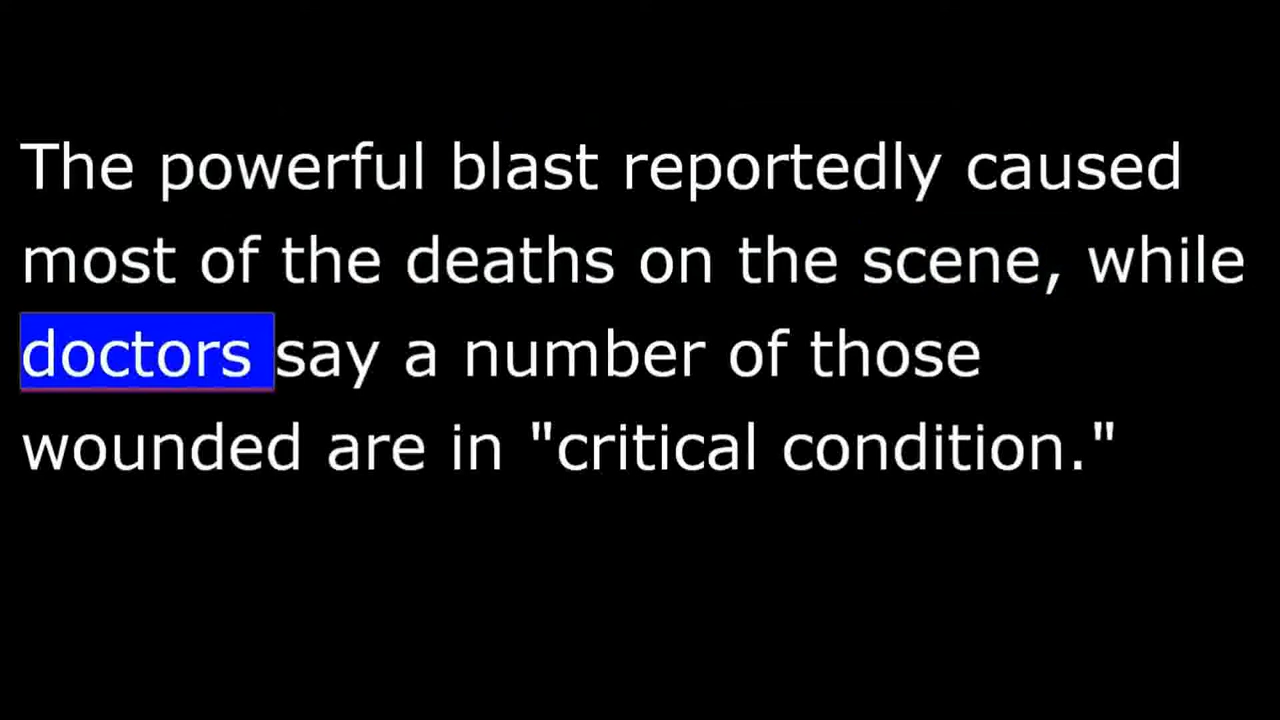 The powerful blast reportedly caused
most of the deaths on the scene, while
doctors say a number of those
wounded are in "critical condition."